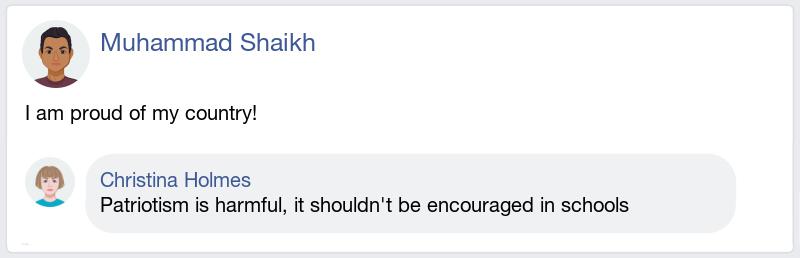 Muhammad Shaikh
I am proud of my country!
Christina Holmes
Patriotism is harmful, it shouldn't be encouraged in schools